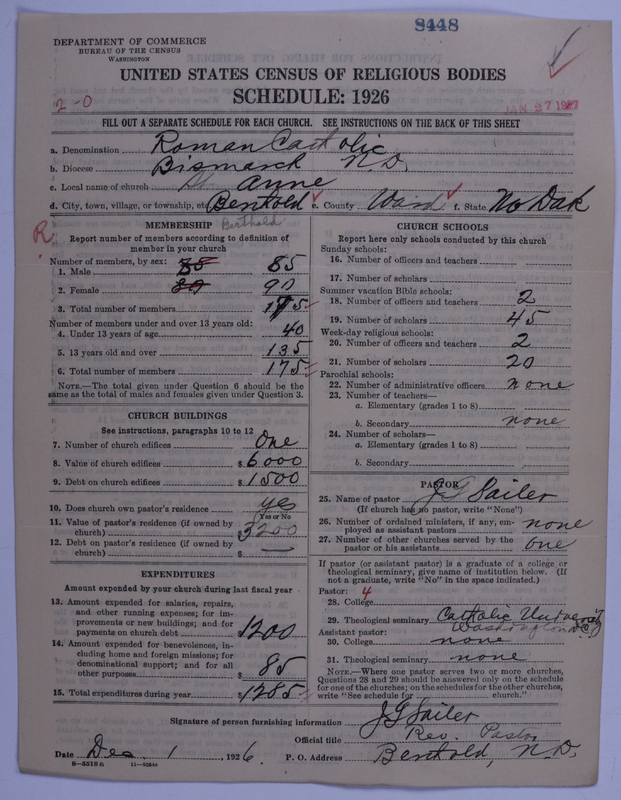 8448
DEPARTMENT OF COMMERCE
BUREAU OF THE CENSUS
WASHINGTON
UNITED STATES CENSUS OF RELIGIOUS BODIES
SCHEDULE: 1926
2-0
JAN 27 1927
FILL OUT A SEPARATE SCHEDULE FOR EACH CHURCH. SEE INSTRUCTIONS ON THE BACK OF THIS SHEET
a. Denomination Roman Catholic
b. Diocese Bismarck N.D.
c. Local name of church St Anne
d. City, town, village, or township, etc. Berthold e. County Ward f. State No Dak
Berthold
R
MEMBERSHIP
Report number of members according to definition of
member in your church
Number of members, by sex:
1. Male 85
2. Female 90
3. Total number of members 175
Number of members under and over 13 years old:
4. Under 13 years of age 40
5. 13 years old and over 135
6. Total number of members 175
NOTE.—The total given under Question 6 should be the
same as the total of males and females given under Question 3.
CHURCH BUILDINGS
See instructions, paragraphs 10 to 12
7. Number of church edifices One
8. Value of church edifices $ 6000
9. Debt on church edifices $ 1500
10. Does church own pastor's residence yes
Yes or No
11. Value of pastor's residence (if owned by
church) $ 3200
12. Debt on pastor's residence (if owned by
church) $ —
EXPENDITURES
Amount expended by your church during last fiscal year
13. Amount expended for salaries, repairs,
and other running expenses; for im-
provements or new buildings; and for
payments on church debt $ 1200
14. Amount expended for benevolences, in-
cluding home and foreign missions; for
denominational support; and for all
other purposes $ 85
15. Total expenditures during year $ 1285
CHURCH SCHOOLS
Report here only schools conducted by this church
Sunday schools:
16. Number of officers and teachers
17. Number of scholars
Summer vacation Bible schools:
18. Number of officers and teachers 2
19. Number of scholars 45
Week-day religious schools:
20. Number of officers and teachers 2
21. Number of scholars 20
Parochial schools:
22. Number of administrative officers none
23. Number of teachers—
a. Elementary (grades 1 to 8)
b. Secondary none
24. Number of scholars—
a. Elementary (grades 1 to 8)
b. Secondary
PASTOR
25. Name of pastor J G Sailer
(If church has no pastor, write "None")
26. Number of ordained ministers, if any, em-
ployed as assistant pastors none
27. Number of other churches served by the
pastor or his assistants one
If pastor (or assistant pastor) is a graduate of a college or
theological seminary, give name of institution below. (If
not a graduate, write "No" in the space indicated.)
Pastor: 4
28. College
29. Theological seminary Catholic University
Washington D.C.
Assistant pastor:
30. College none
31. Theological seminary none
NOTE.—Where one pastor serves two or more churches,
Questions 28 and 29 should be answered only on the schedule
for one of the churches; on the schedules for the other churches,
write "See schedule for church."
Signature of person furnishing information J G Sailer
Official title Rev. Pastor
Date Dec. 1, 1926. P. O. Address Berthold, N.D.
8-5518a